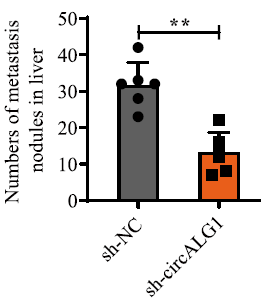 Numbers of metastasis
nodules in liver
50
40
30
20
10
0
**
sh-NC
sh-circALG1